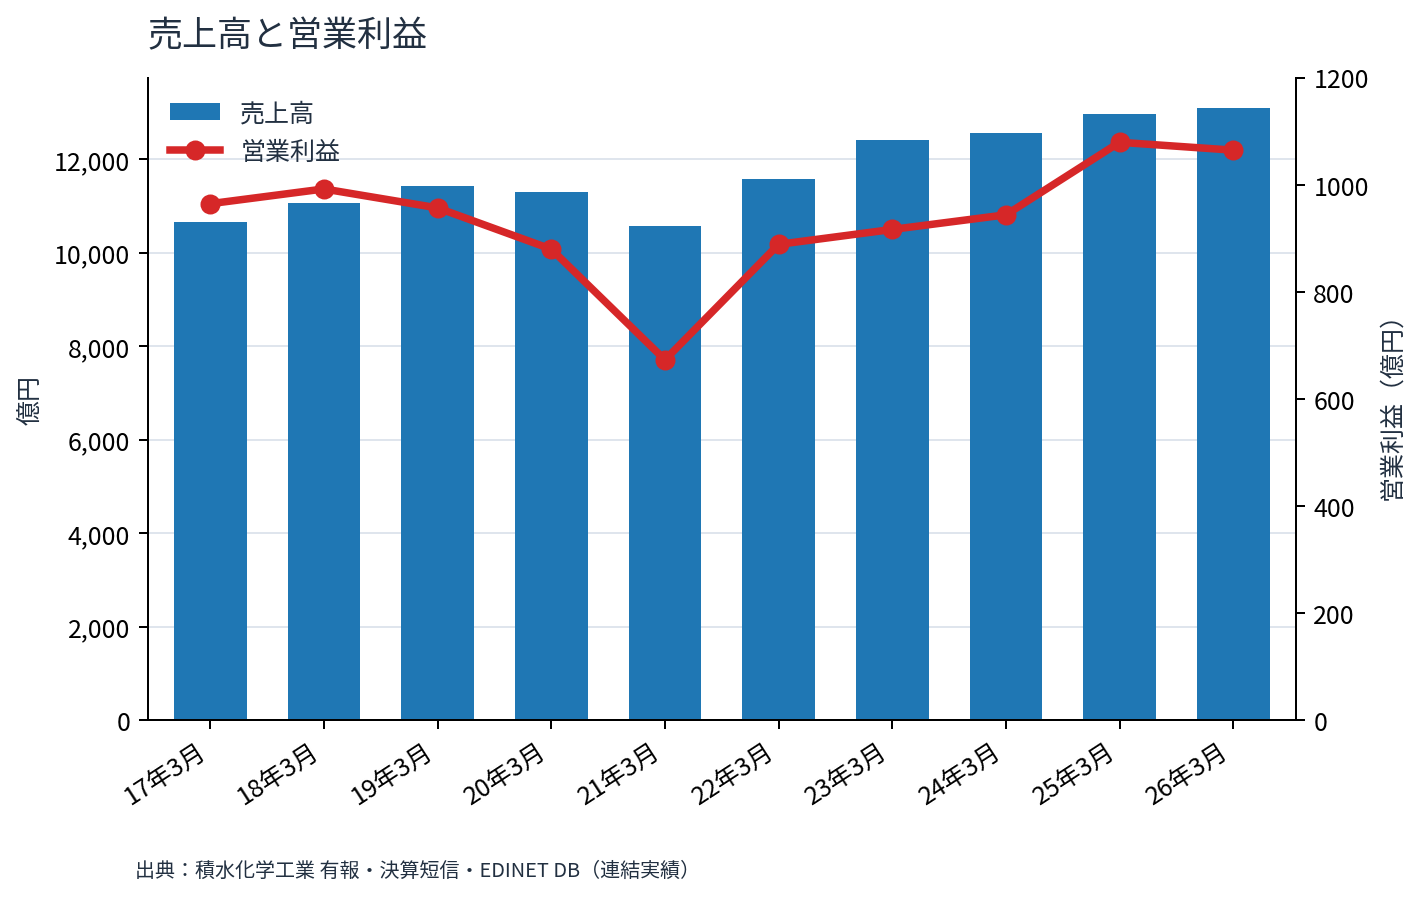 売上高と営業利益
売上高
営業利益
億円
12,000
10,000
8,000
6,000
4,000
2,000
0
1200
1000
800
600
400
200
0
営業利益（億円）
17年3月
18年3月
19年3月
20年3月
21年3月
22年3月
23年3月
24年3月
25年3月
26年3月
出典：積水化学工業 有報・決算短信・EDINET DB（連結実績）